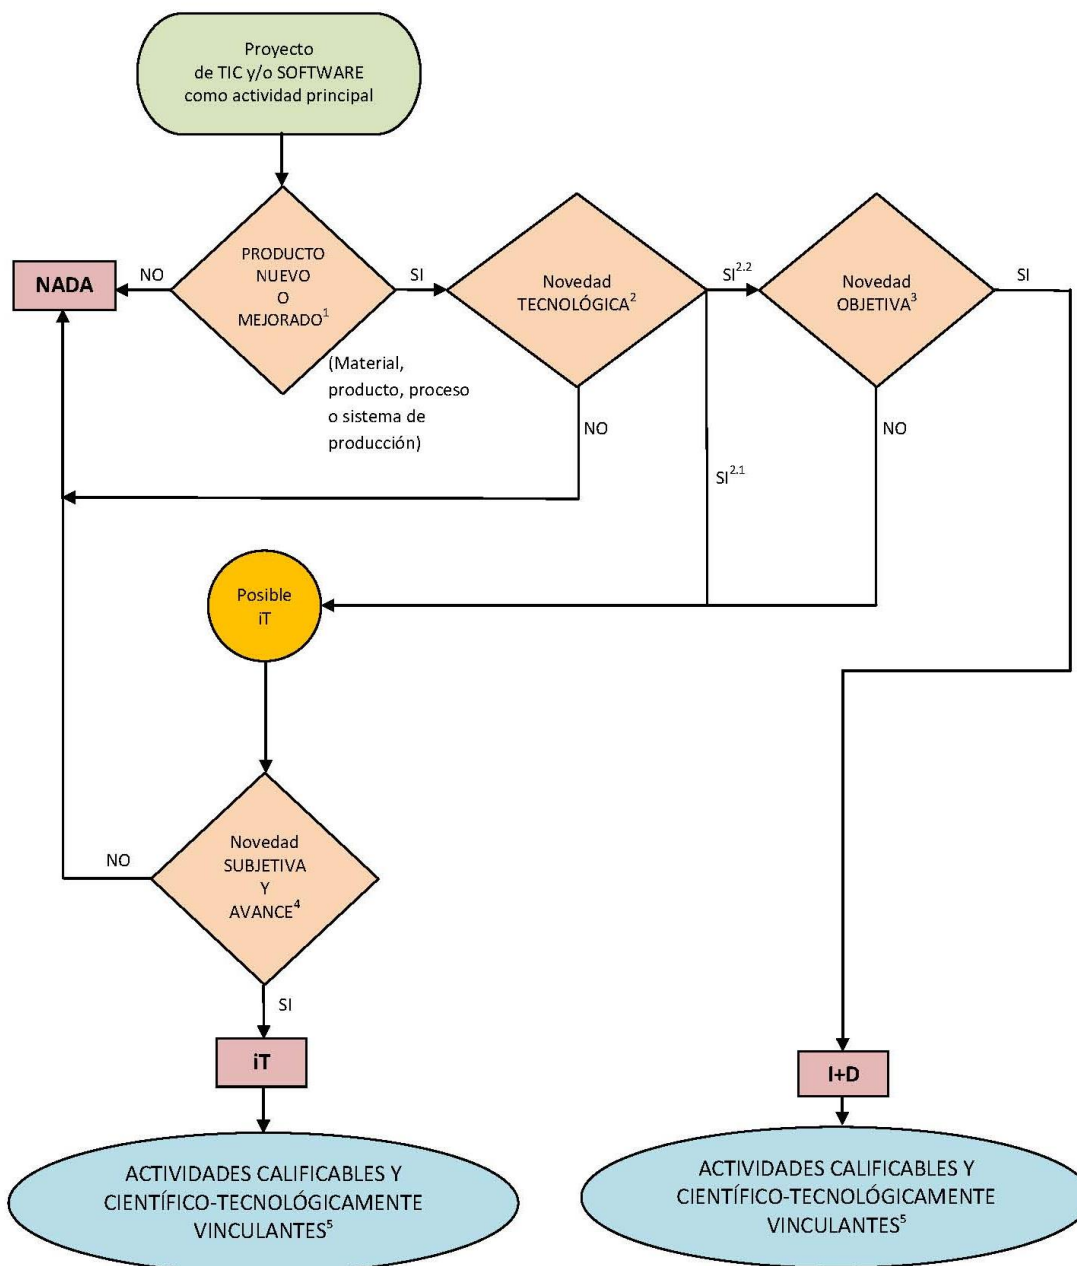 Proyecto
de TIC y/o SOFTWARE
como actividad principal
PRODUCTO
NUEVO
O
MEJORADO¹
NO
NADA
SI
(Material,
producto, proceso
o sistema de
producción)
Novedad
TECNOLÓGICA²
SI²·²
Novedad
OBJETIVA³
SI
NO
NO
SI²·¹
Posible
iT
Novedad
SUBJETIVA
Y
AVANCE⁴
NO
SI
iT
I+D
ACTIVIDADES CALIFICABLES Y
CIENTÍFICO-TECNOLÓGICAMENTE
VINCULANTES⁵
ACTIVIDADES CALIFICABLES Y
CIENTÍFICO-TECNOLÓGICAMENTE
VINCULANTES⁵